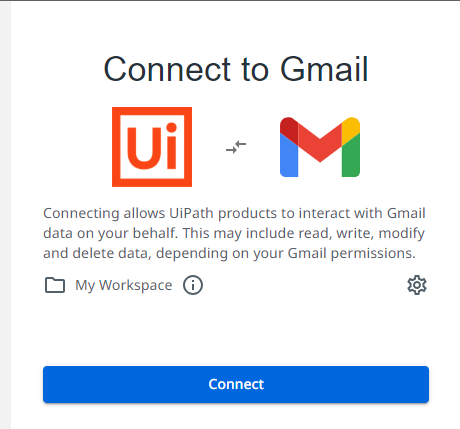 Connect to Gmail
Ui
Connecting allows UiPath products to interact with Gmail
data on your behalf. This may include read, write, modify
and delete data, depending on your Gmail permissions.
My Workspace
Connect